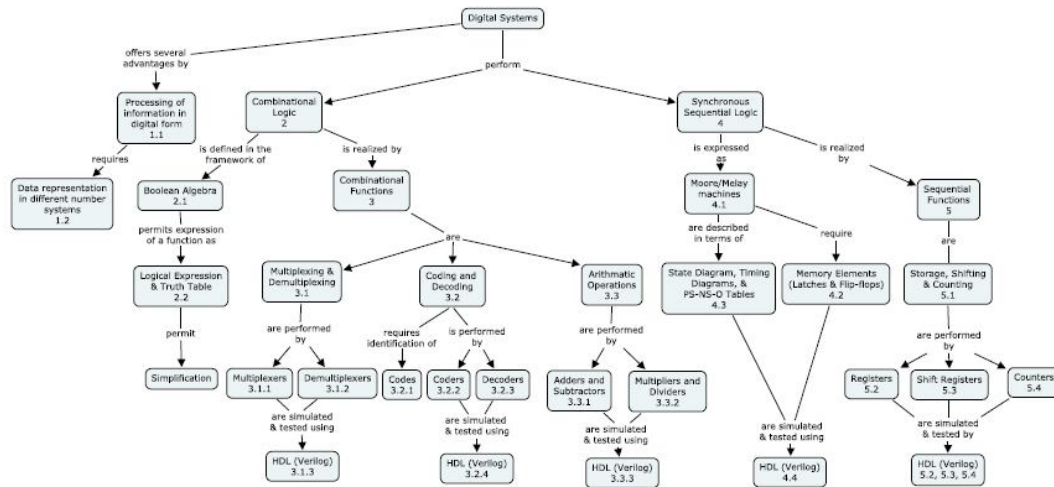 Digital Systems
offers several
advantages by
perform
Processing of
information in
digital form
1.1
Combinational
Logic
2
Synchronous
Sequential Logic
4
requires
is defined in the
framework of
is realized by
is expressed
as
is realized
by
Data representation
in different number
systems
1.2
Boolean Algebra
2.1
Combinational
Functions
3
Moore/Melay
machines
4.1
Sequential
Functions
5
permits expression
of a function as
are
are described
in terms of
require
are
Logical Expression
& Truth Table
2.2
Multiplexing &
Demultiplexing
3.1
Coding and
Decoding
3.2
Arithmatic
Operations
3.3
State Diagram, Timing
Diagrams, &
PS-NS-O Tables
4.3
Memory Elements
(Latches & Flip-flops)
4.2
Storage, Shifting
& Counting
5.1
permit
are performed
by
requires
identification of
is performed
by
are performed
by
are performed
by
Simplification
Multiplexers
3.1.1
Demultiplexers
3.1.2
Codes
3.2.1
Coders
3.2.2
Decoders
3.2.3
Adders and
Subtractors
3.3.1
Multipliers and
Dividers
3.3.2
Registers
5.2
Shift Registers
5.3
Counters
5.4
are simulated
& tested using
are simulated
& tested using
are simulated
& tested using
are simulated
& tested using
are simulated
& tested by
HDL (Verilog)
3.1.3
HDL (Verilog)
3.2.4
HDL (Verilog)
3.3.3
HDL (Verilog)
4.4
HDL (Verilog)
5.2, 5.3, 5.4